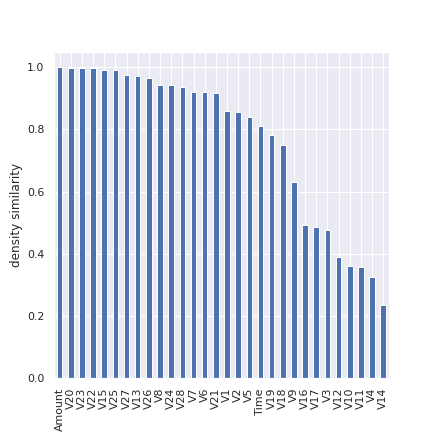 density similarity
1.0
0.8
0.6
0.4
0.2
0.0
Amount
V20
V23
V22
V15
V25
V27
V13
V26
V8
V24
V28
V7
V6
V21
V1
V2
V5
Time
V19
V18
V9
V16
V17
V3
V12
V10
V11
V4
V14